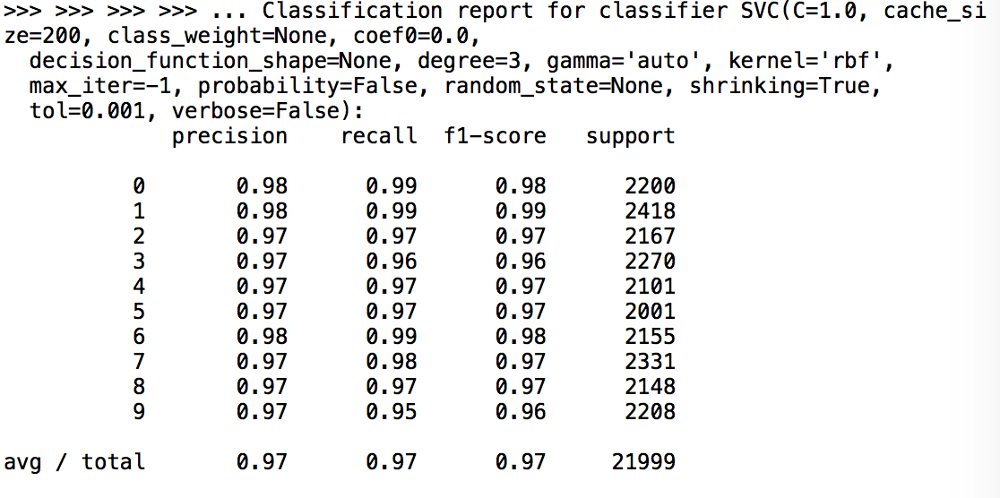 >>> >>> >>> >>> ... Classification report for classifier SVC(C=1.0, cache_si
ze=200, class_weight=None, coef0=0.0,
  decision_function_shape=None, degree=3, gamma='auto', kernel='rbf',
  max_iter=-1, probability=False, random_state=None, shrinking=True,
  tol=0.001, verbose=False):
             precision    recall  f1-score   support

          0       0.98      0.99      0.98      2200
          1       0.98      0.99      0.99      2418
          2       0.97      0.97      0.97      2167
          3       0.97      0.96      0.96      2270
          4       0.97      0.97      0.97      2101
          5       0.97      0.97      0.97      2001
          6       0.98      0.99      0.98      2155
          7       0.97      0.98      0.97      2331
          8       0.97      0.97      0.97      2148
          9       0.97      0.95      0.96      2208

avg / total       0.97      0.97      0.97     21999